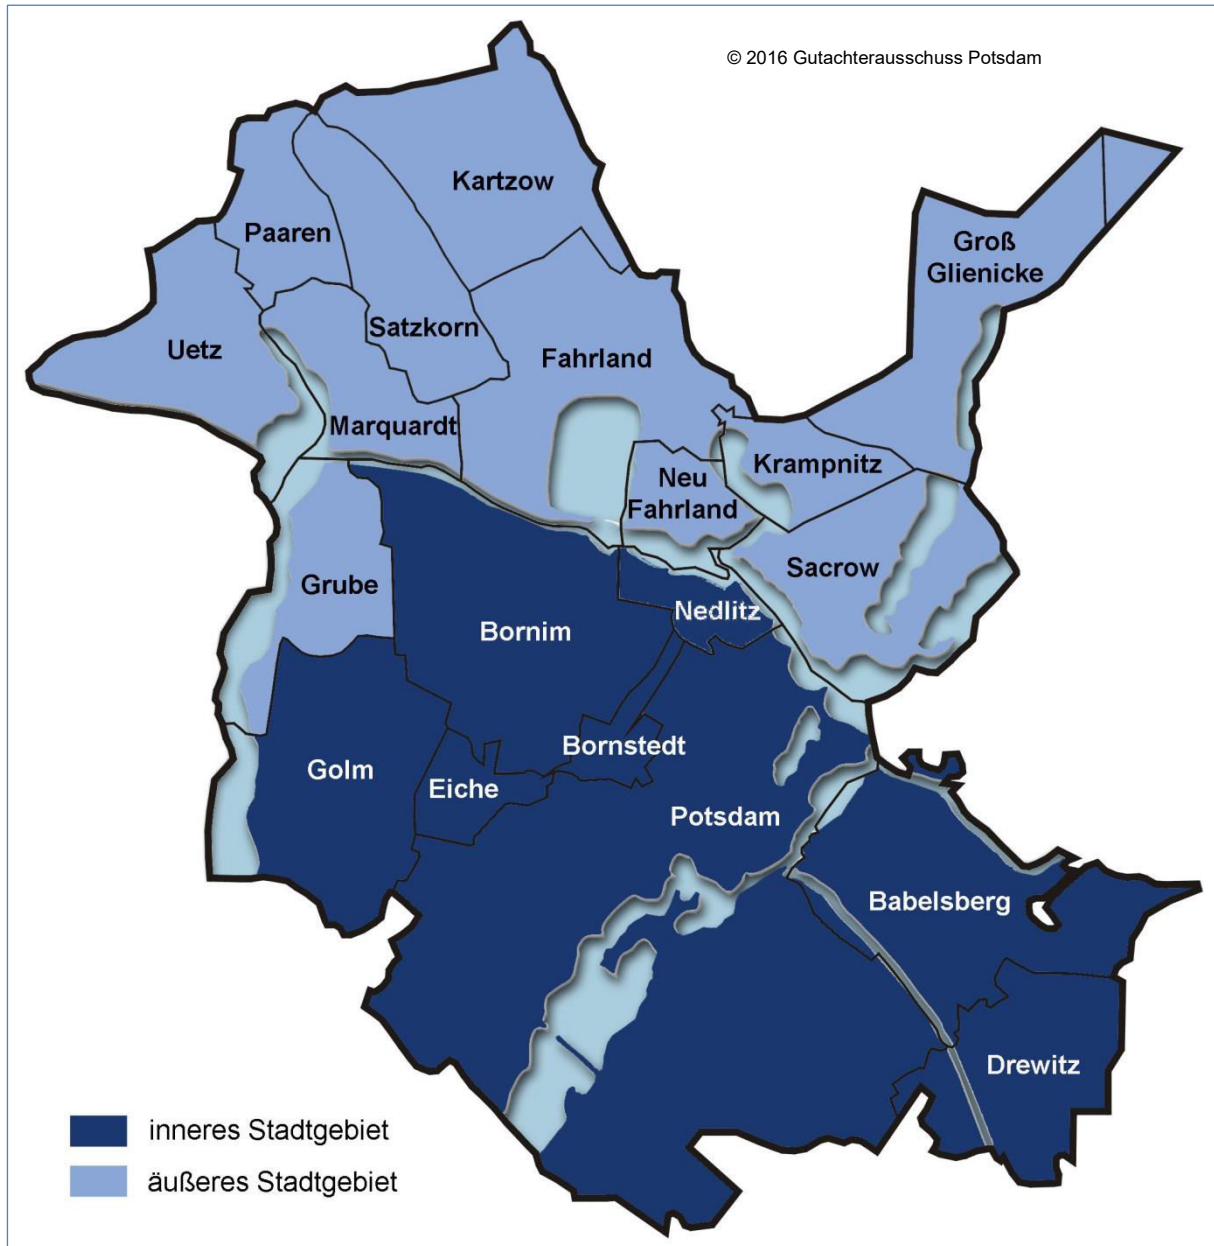 © 2016 Gutachterausschuss Potsdam
Kartzow
Paaren
Groß
Glienicke
Satzkorn
Uetz
Fahrland
Marquardt
Krampnitz
Neu
Fahrland
Sacrow
Grube
Nedlitz
Bornim
Bornstedt
Golm
Eiche
Potsdam
Babelsberg
Drewitz
inneres Stadtgebiet
äußeres Stadtgebiet